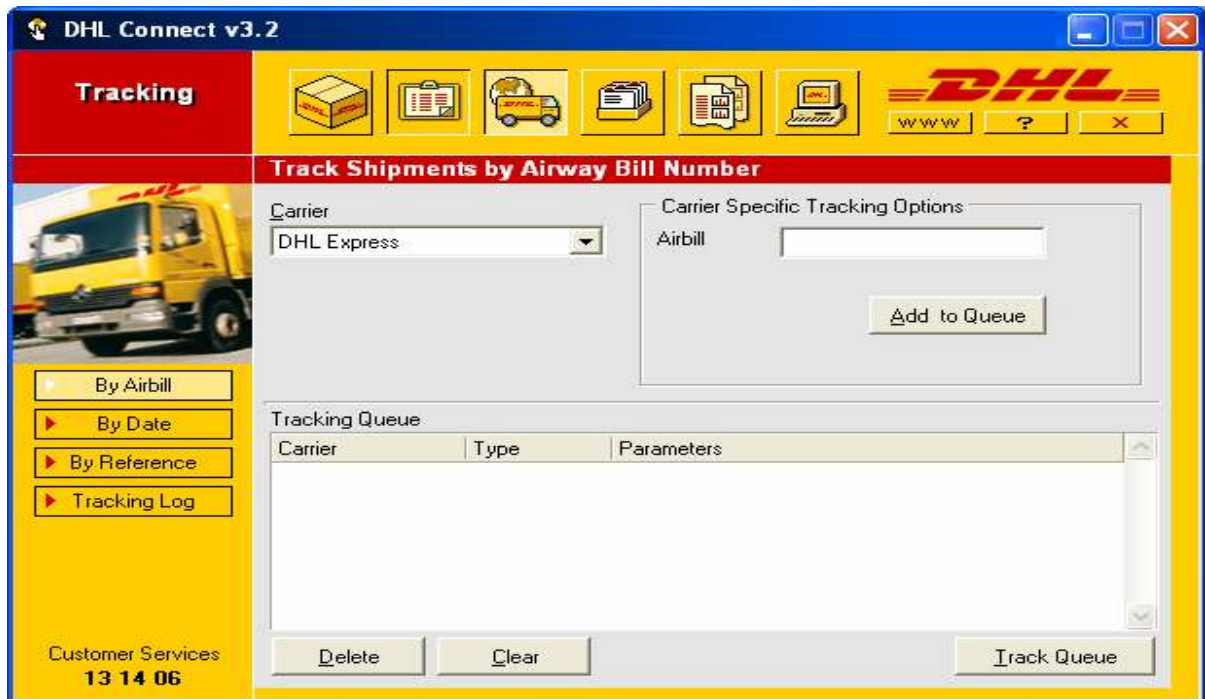 DHL Connect v3.2
Tracking
DHL
www ? ×
Track Shipments by Airway Bill Number
Carrier
DHL Express
Carrier Specific Tracking Options
Airbill
Add to Queue
DHL
By Airbill
By Date
By Reference
Tracking Log
Tracking Queue
Carrier Type Parameters
Customer Services
13 14 06
Delete Clear Track Queue